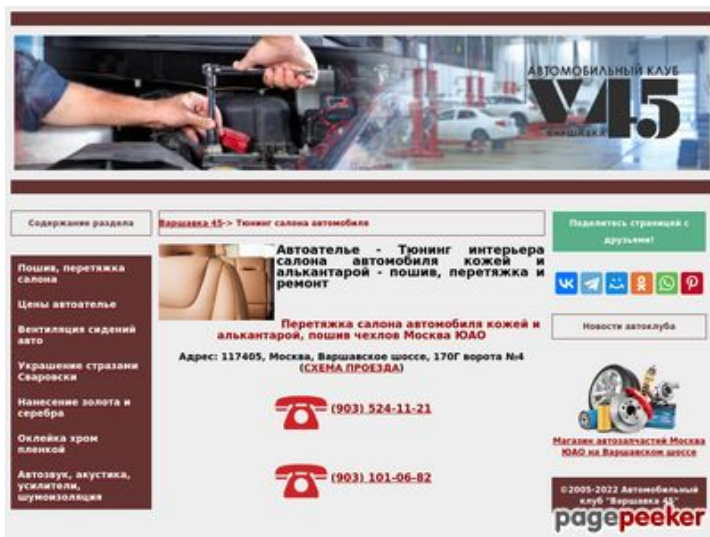 АВТОМОБИЛЬНЫЙ КЛУБ
V45
ВАРШАВКА
Содержание раздела
Пошив, перетяжка
салона
Цены автоателье
Вентиляция сидений
авто
Украшение стразами
Сваровски
Нанесение золота и
серебра
Оклейка хром
пленкой
Автозвук, акустика,
усилители,
шумоизоляция
Варшавка 45-> Тюнинг салона автомобиля
Автоателье - Тюнинг интерьера
салона автомобиля кожей и
алькантарой - пошив, перетяжка и
ремонт
Перетяжка салона автомобиля кожей и
алькантарой, пошив чехлов Москва ЮАО
Адрес: 117405, Москва, Варшавское шоссе, 170Г ворота №4
(СХЕМА ПРОЕЗДА)
(903) 524-11-21
(903) 101-06-82
Поделитесь страницей с
друзьями!
Новости автоклуба
Магазин автозапчастей Москва
ЮАО на Варшавском шоссе
©2005-2022 Автомобильный
клуб "Варшавка 45"
pagepeeker